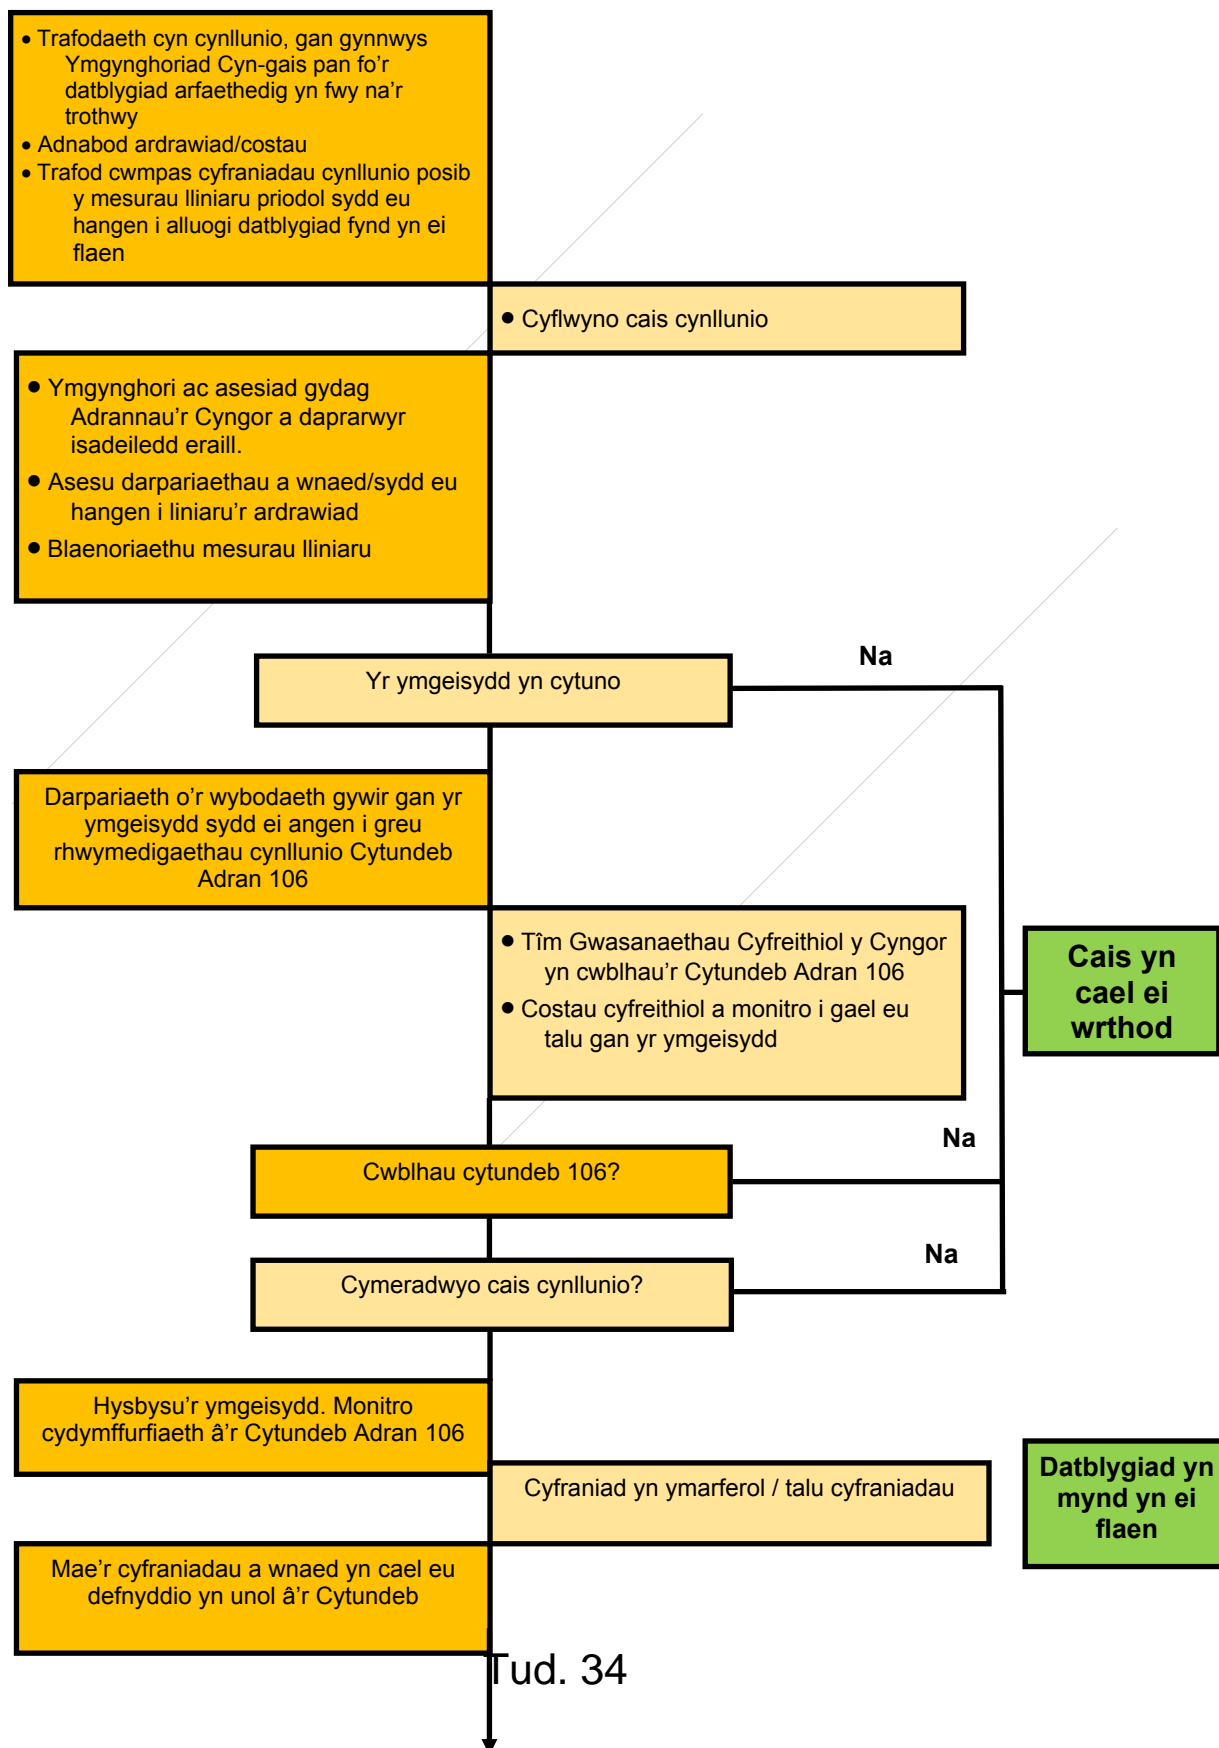 • Trafodaeth cyn cynllunio, gan gynnwys
Ymgynghoriad Cyn-gais pan fo'r
datblygiad arfaethedig yn fwy na'r
trothwy
• Adnabod ardrawiad/costau
• Trafod cwmpas cyfraniadau cynllunio posib
y mesurau lliniaru priodol sydd eu
hangen i alluogi datblygiad fynd yn ei
flaen
• Cyflwyno cais cynllunio
• Ymgynghori ac asesiad gydag
Adrannau'r Cyngor a daprarwyr
isadeiledd eraill.
• Asesu darpariaethau a wnaed/sydd eu
hangen i liniaru'r ardrawiad
• Blaenoriaethu mesurau lliniaru
Yr ymgeisydd yn cytuno
Na
Darpariaeth o'r wybodaeth gywir gan yr
ymgeisydd sydd ei angen i greu
rhwymedigaethau cynllunio Cytundeb
Adran 106
• Tîm Gwasanaethau Cyfreithiol y Cyngor
yn cwblhau'r Cytundeb Adran 106
• Costau cyfreithiol a monitro i gael eu
talu gan yr ymgeisydd
Cais yn
cael ei
wrthod
Cwblhau cytundeb 106?
Na
Cymeradwyo cais cynllunio?
Na
Hysbysu'r ymgeisydd. Monitro
cydymffurfiaeth â'r Cytundeb Adran 106
Cyfraniad yn ymarferol / talu cyfraniadau
Datblygiad yn
mynd yn ei
flaen
Mae'r cyfraniadau a wnaed yn cael eu
defnyddio yn unol â'r Cytundeb
Tud. 34